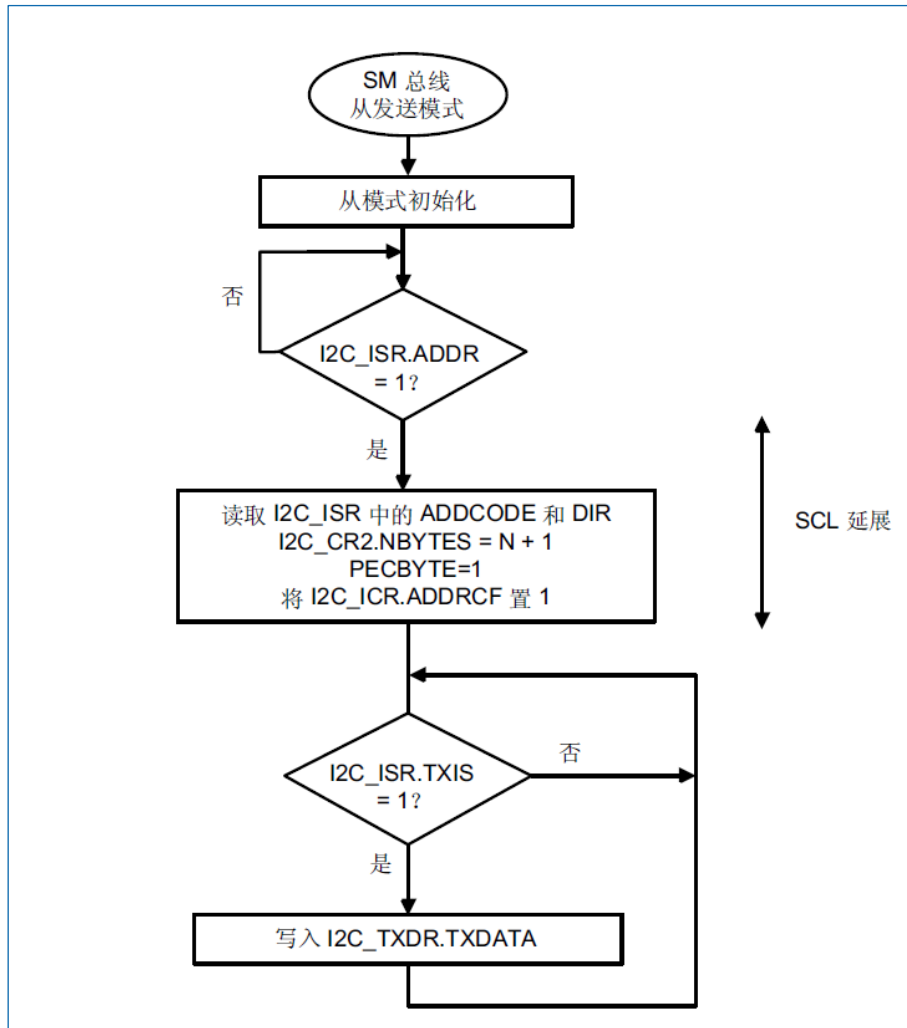 SM 总线
从发送模式
从模式初始化
否
I2C_ISR.ADDR
= 1?
是
读取 I2C_ISR 中的 ADDCODE 和 DIR
I2C_CR2.NBYTES = N + 1
PECBYTE=1
将 I2C_ICR.ADDRCF 置 1
SCL 延展
I2C_ISR.TXIS
= 1?
否
是
写入 I2C_TXDR.TXDATA